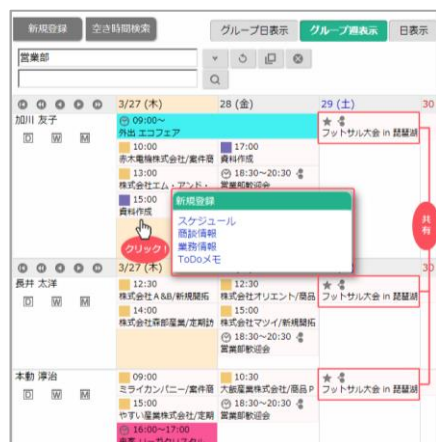 新規登録 空き時間検索 グループ日表示 グループ週表示 日表示
営業部
3/27 (木) 28 (金) 29 (土) 30
加川 友子
D W M
09:00~
外出 エコフェア
10:00
赤木電機株式会社/案件商
13:00
株式会社エム・アンド・
15:00
資料作成
17:00
資料作成
18:30~20:30
営業部歓迎会
フットサル大会 in 琵琶湖
クリック!
新規登録
スケジュール
商談情報
業務情報
ToDoメモ
共有
3/27 (木)
長井 太洋
D W M
12:30
株式会社A&B/新規開拓
14:00
株式会社森部産業/定期訪
12:30
株式会社オリエント/商品
15:00
株式会社マツイ/新規開拓
18:30~20:30
営業部歓迎会
フットサル大会 in 琵琶湖
本動 淳治
D W M
09:00
ミライカンパニー/案件商
15:00
やすい産業株式会社/定期
16:00~17:00
10:30
大飯産業株式会社/商品P
18:30~20:30
営業部歓迎会
フットサル大会 in 琵琶湖